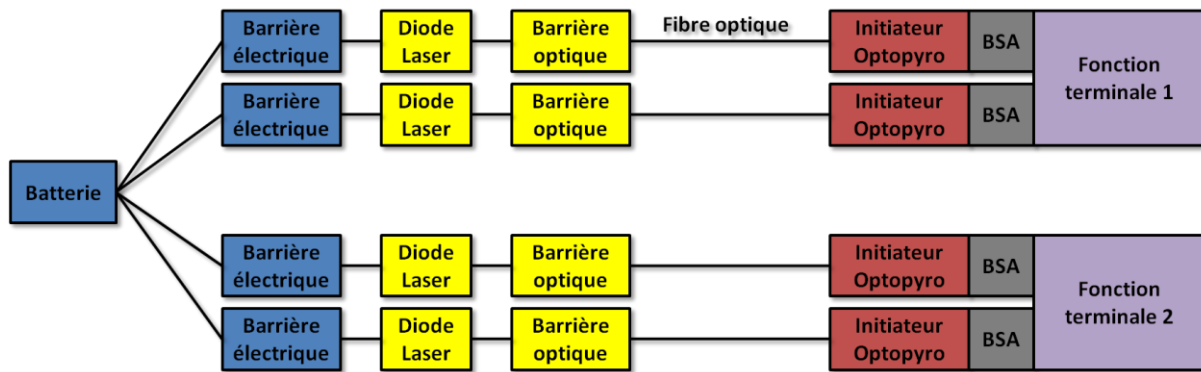 Barrière
électrique
Diode
Laser
Barrière
optique
Fibre optique
Initiateur
Optopyro
BSA
Fonction
terminale 1
Barrière
électrique
Diode
Laser
Barrière
optique
Initiateur
Optopyro
BSA
Batterie
Barrière
électrique
Diode
Laser
Barrière
optique
Initiateur
Optopyro
BSA
Fonction
terminale 2
Barrière
électrique
Diode
Laser
Barrière
optique
Initiateur
Optopyro
BSA